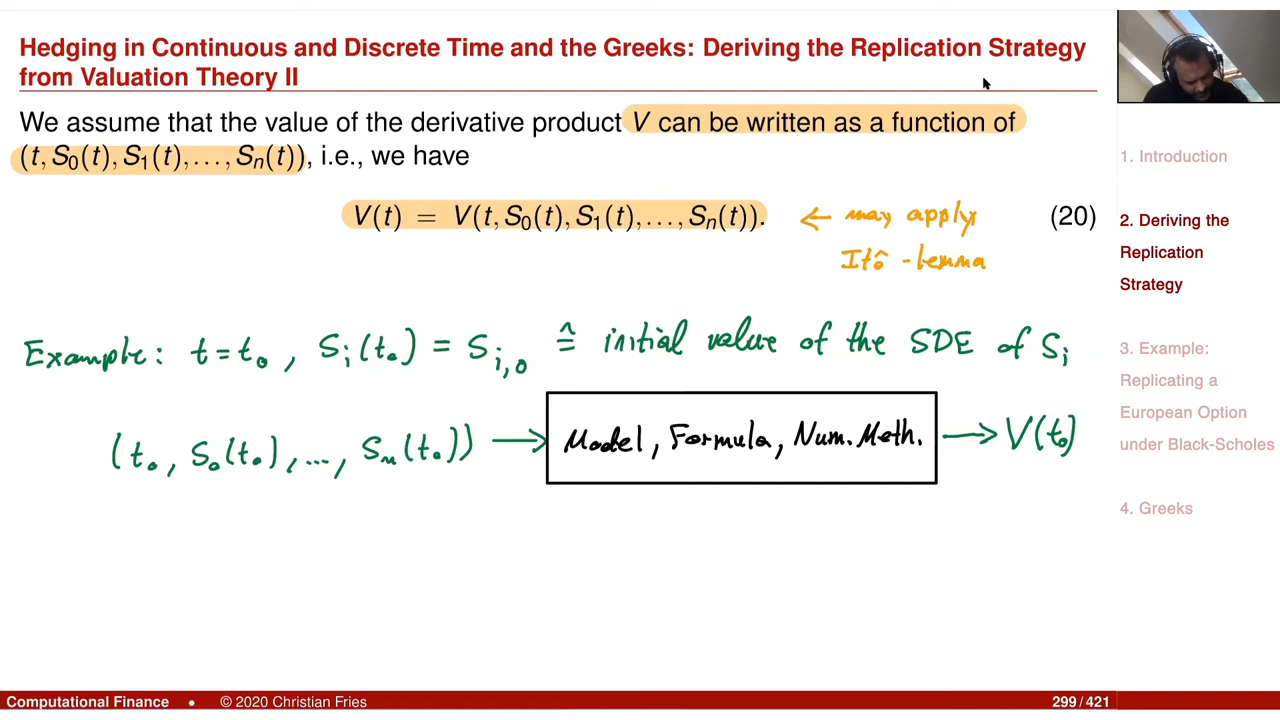 Hedging in Continuous and Discrete Time and the Greeks: Deriving the Replication Strategy
from Valuation Theory II
We assume that the value of the derivative product V can be written as a function of
(t, S₀(t), S₁(t), ..., Sₙ(t)), i.e., we have
V(t) = V(t, S₀(t), S₁(t), ..., Sₙ(t)). ← may apply (20)
Itô-Lemma
Example: t = t₀, Sᵢ(t₀) = Sᵢ,₀ ≙ initial value of the SDE of Sᵢ
(t₀, S₀(t₀), ..., Sₙ(t₀)) → Model, Formula, Num. Meth. → V(t₀)
1. Introduction
2. Deriving the
Replication
Strategy
3. Example:
Replicating a
European Option
under Black-Scholes
4. Greeks
Computational Finance • © 2020 Christian Fries 299 / 421